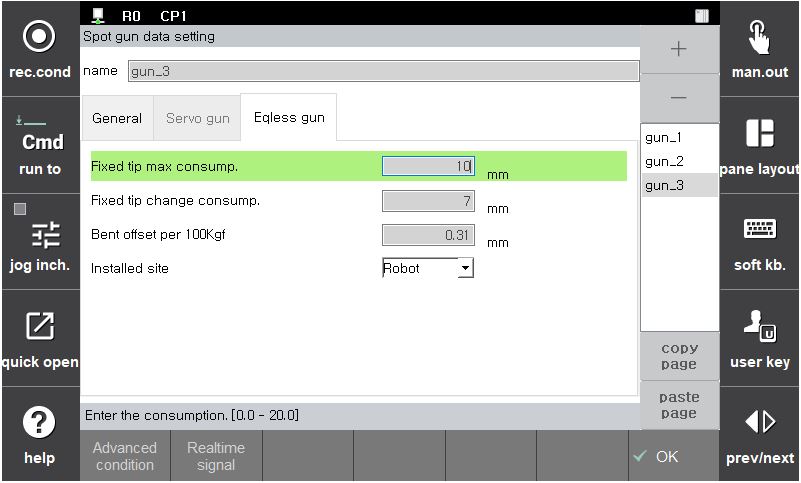 R0 CP1
Spot gun data setting
name gun_3
General Servo gun Eqless gun
Fixed tip max consump. 10 mm
Fixed tip change consump. 7 mm
Bent offset per 100Kgf 0.31 mm
Installed site Robot
Enter the consumption. [0.0 - 20.0]
rec.cond
Cmd
run to
jog inch.
quick open
?
help
+
-
gun_1
gun_2
gun_3
copy
page
paste
page
man.out
pane layout
soft kb.
U
user key
prev/next
Advanced
condition
Realtime
signal
OK